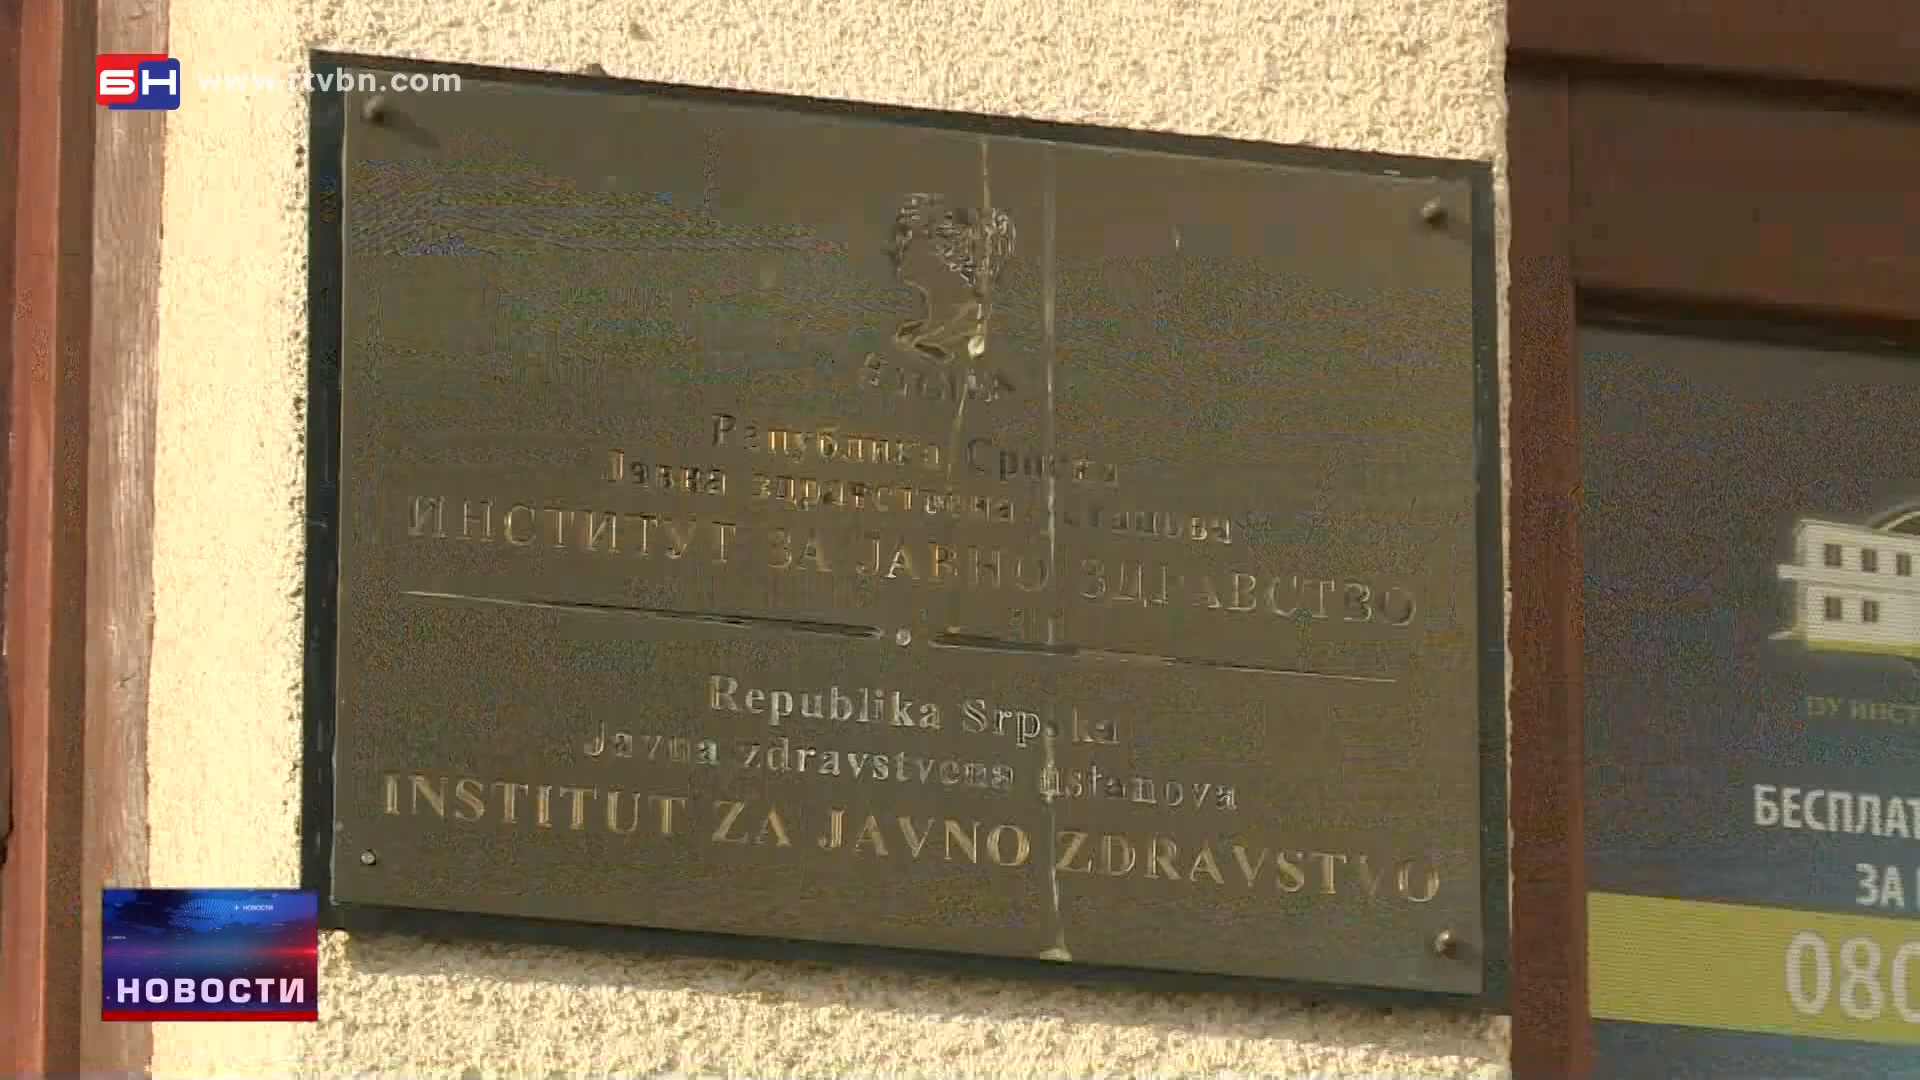 БН www.rtvbn.com
Република Српска
Јавна здравствена установа
ИНСТИТУТ ЗА ЈАВНО ЗДРАВСТВО
Republika Srpska
Javna zdravstvena ustanova
INSTITUT ZA JAVNO ZDRAVSTVO
БЕСПЛАТ
ЗА
080
НОВОСТИ
НОВОСТИ